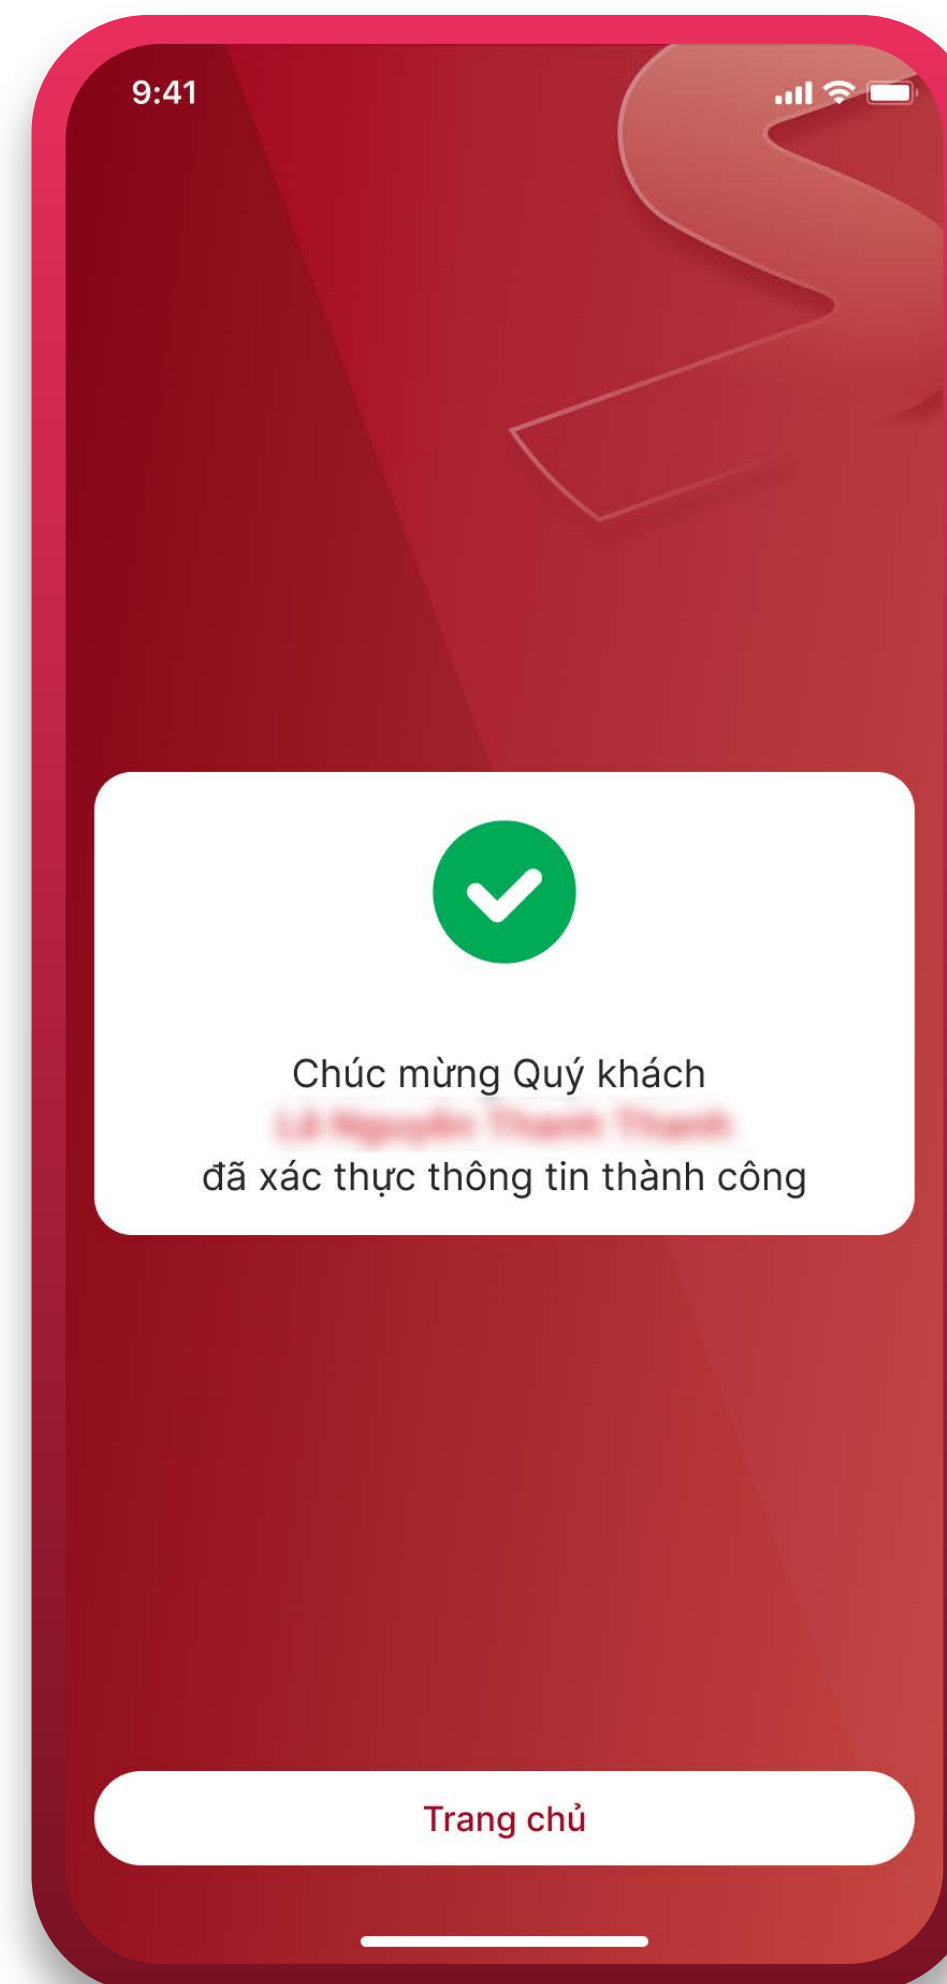 9:41
Chúc mừng Quý khách
đã xác thực thông tin thành công
Trang chủ